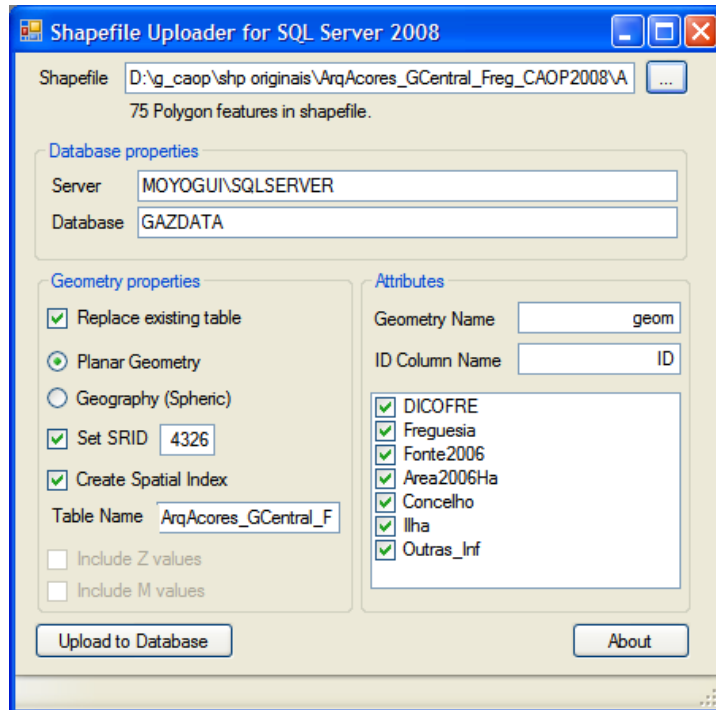 Shapefile Uploader for SQL Server 2008
Shapefile D:\g_caop\shp originais\ArqAcores_GCentral_Freg_CAOP2008\A ...
75 Polygon features in shapefile.
Database properties
Server MOYOGUI\SQLSERVER
Database GAZDATA
Geometry properties
Replace existing table
Planar Geometry
Geography (Spheric)
Set SRID 4326
Create Spatial Index
Table Name ArqAcores_GCentral_F
Include Z values
Include M values
Attributes
Geometry Name geom
ID Column Name ID
DICOFRE
Freguesia
Fonte2006
Area2006Ha
Concelho
Ilha
Outras_Inf
Upload to Database
About